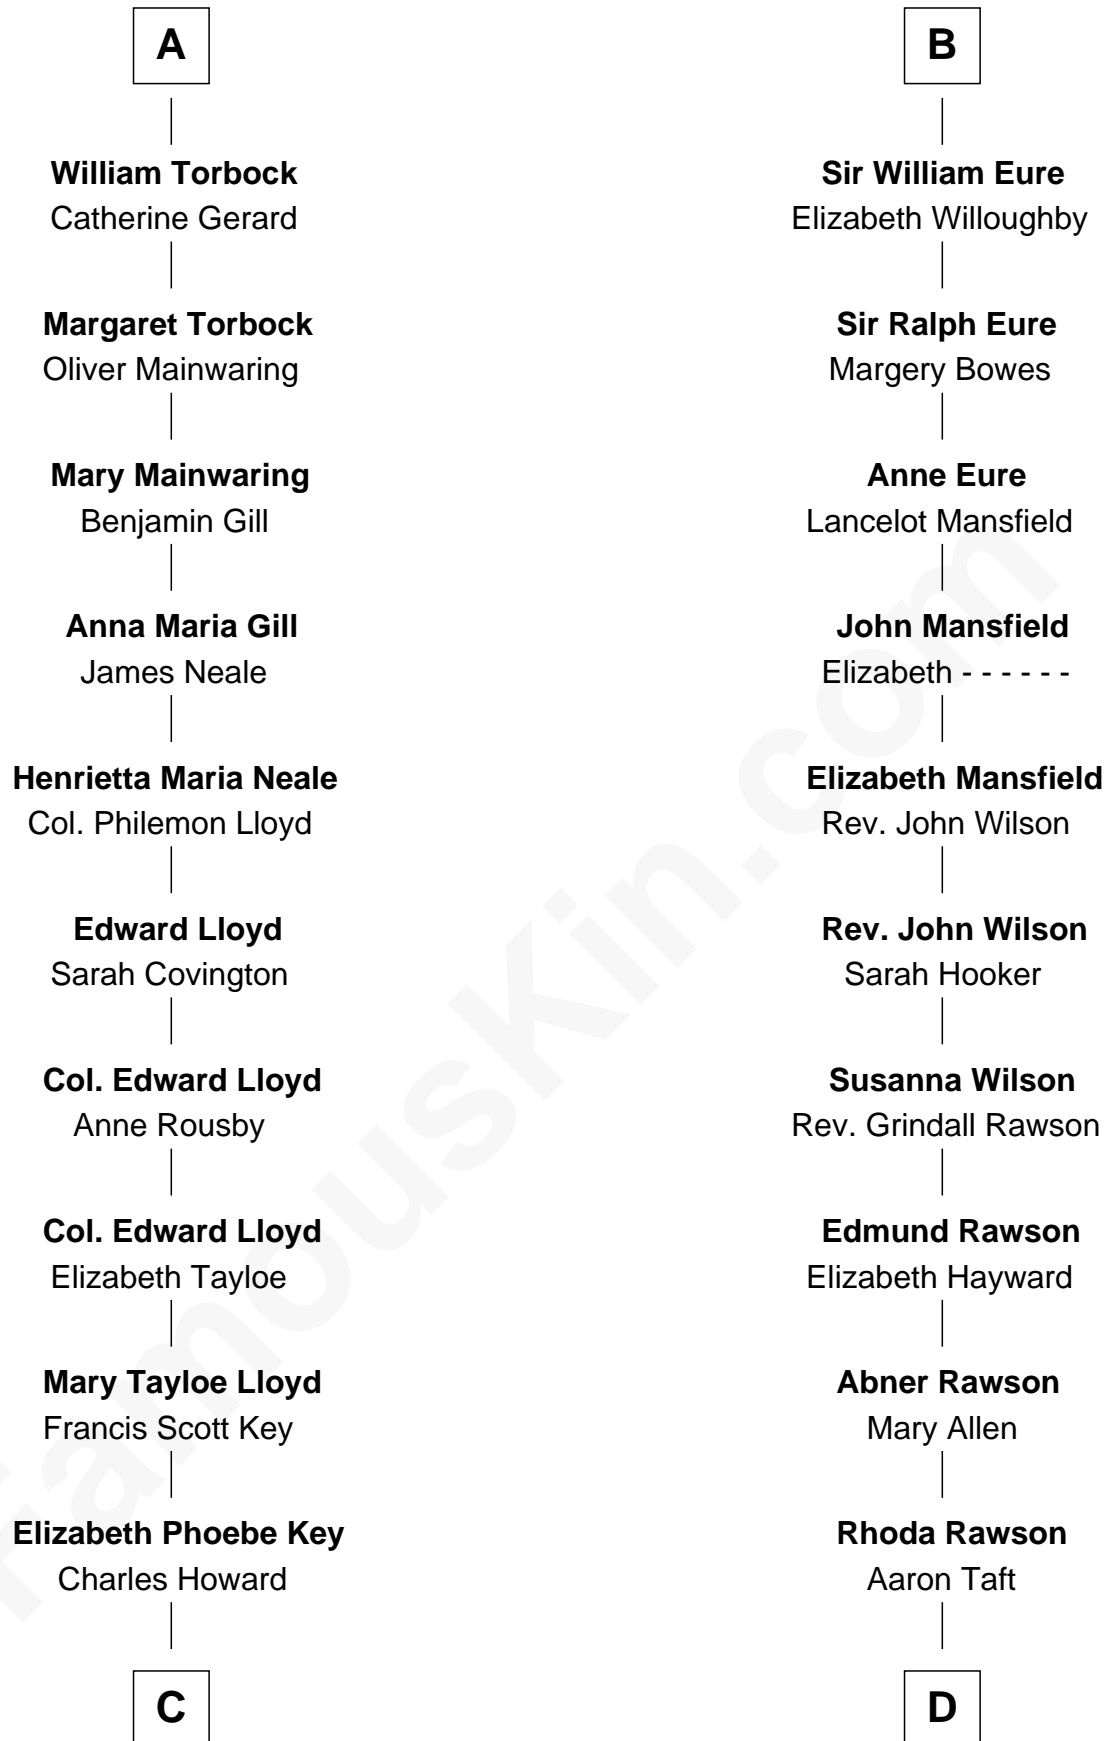 A
William Torbock
Catherine Gerard
Margaret Torbock
Oliver Mainwaring
Mary Mainwaring
Benjamin Gill
Anna Maria Gill
James Neale
Henrietta Maria Neale
Col. Philemon Lloyd
Edward Lloyd
Sarah Covington
Col. Edward Lloyd
Anne Rousby
Col. Edward Lloyd
Elizabeth Tayloe
Mary Tayloe Lloyd
Francis Scott Key
Elizabeth Phoebe Key
Charles Howard
C
B
Sir William Eure
Elizabeth Willoughby
Sir Ralph Eure
Margery Bowes
Anne Eure
Lancelot Mansfield
John Mansfield
Elizabeth - - - - - -
Elizabeth Mansfield
Rev. John Wilson
Rev. John Wilson
Sarah Hooker
Susanna Wilson
Rev. Grindall Rawson
Edmund Rawson
Elizabeth Hayward
Abner Rawson
Mary Allen
Rhoda Rawson
Aaron Taft
D
FamousKin.com